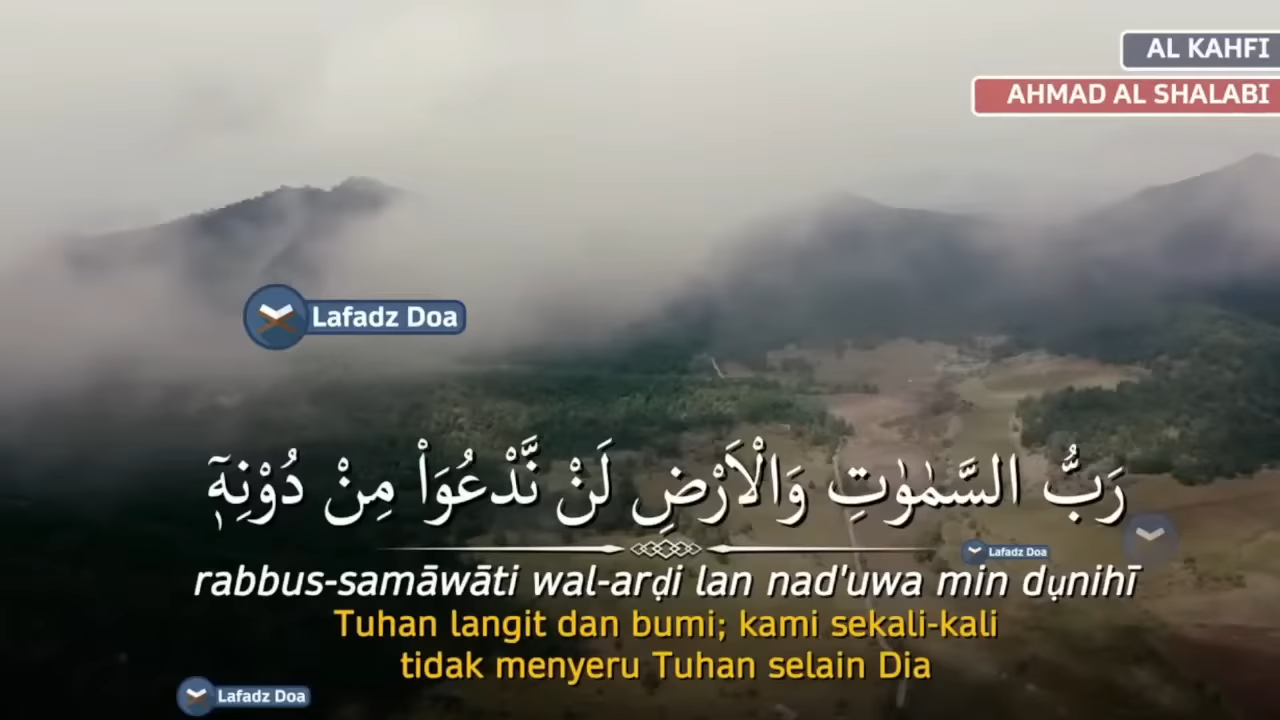 AL KAHFI
AHMAD AL SHALABI
Lafadz Doa
رَبُّ السَّمٰوٰتِ وَالْاَرْضِ لَنْ نَّدْعُوَا۟ مِنْ دُوْنِهٖٓ
Lafadz Doa
rabbus-samāwāti wal-arḍi lan nad'uwa min dụnihī
Tuhan langit dan bumi; kami sekali-kali
tidak menyeru Tuhan selain Dia
Lafadz Doa